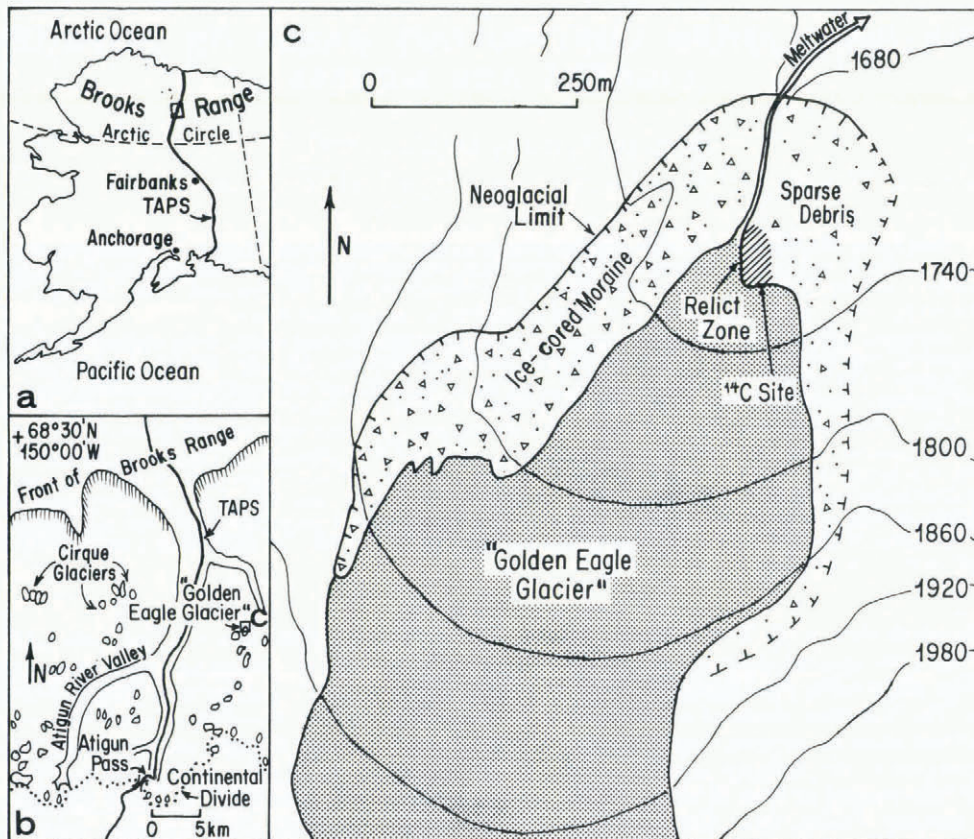 Arctic Ocean
Brooks Range
Arctic Circle
Fairbanks
TAPS
Anchorage
Pacific Ocean
a
+68°30'N
150°00'W
Front of Brooks Range
TAPS
Cirque
Glaciers
"Golden
Eagle Glacier"
C
N
Atigun River Valley
Atigun
Pass
Continental
Divide
0 5km
b
c
0 250m
Meltwater
1680
N
Neoglacial
Limit
Sparse
Debris
Ice-cored Moraine
Relict
Zone
1740
¹⁴C Site
1800
"Golden Eagle
Glacier"
1860
1920
1980